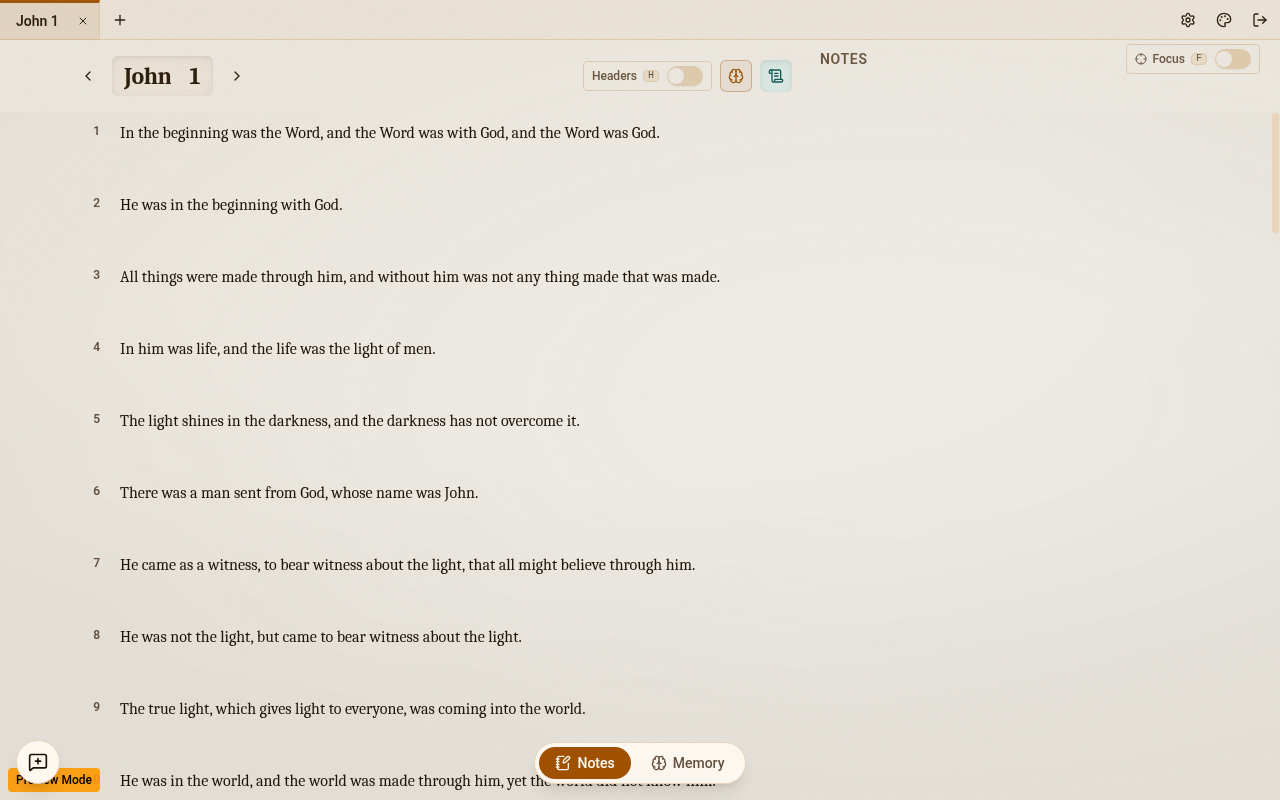 John 1
John 1
Headers H
NOTES
Focus F
1 In the beginning was the Word, and the Word was with God, and the Word was God.
2 He was in the beginning with God.
3 All things were made through him, and without him was not any thing made that was made.
4 In him was life, and the life was the light of men.
5 The light shines in the darkness, and the darkness has not overcome it.
6 There was a man sent from God, whose name was John.
7 He came as a witness, to bear witness about the light, that all might believe through him.
8 He was not the light, but came to bear witness about the light.
9 The true light, which gives light to everyone, was coming into the world.
He was in the world, and the world was made through him, yet the world did not know him.
Notes
Memory
Mode